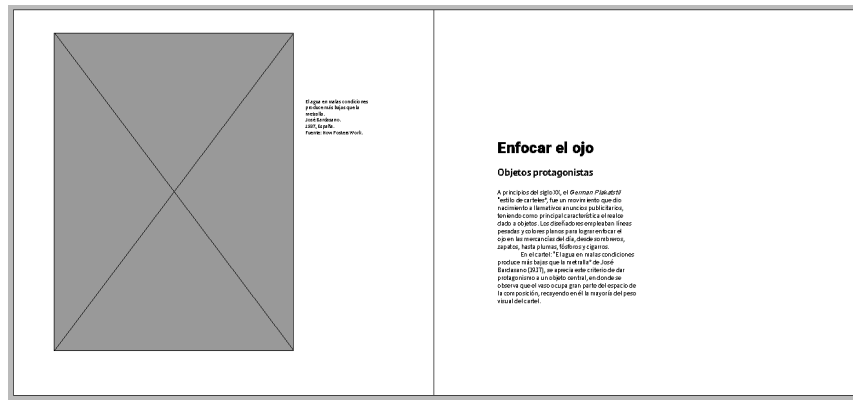 El agua en malas condiciones
produce más bajas que la
metralla.
José Bardasano.
1937, España.
Fuente: How Posters Work.
Enfocar el ojo
Objetos protagonistas
A principios del siglo XX, el German Plakatstil
"estilo de carteles", fue un movimiento que dio
nacimiento a llamativos anuncios publicitarios,
teniendo como principal característica el realce
dado a objetos. Los diseñadores empleaban líneas
pesadas y colores planos para lograr enfocar el
ojo en las mercancías del día, desde sombreros,
zapatos, hasta plumas, fósforos y cigarros.
En el cartel: "El agua en malas condiciones
produce más bajas que la metralla" de José
Bardasano (1937), se aprecia este criterio de dar
protagonismo a un objeto central, en donde se
observa que el vaso ocupa gran parte del espacio de
la composición, recayendo en él la mayoría del peso
visual del cartel.